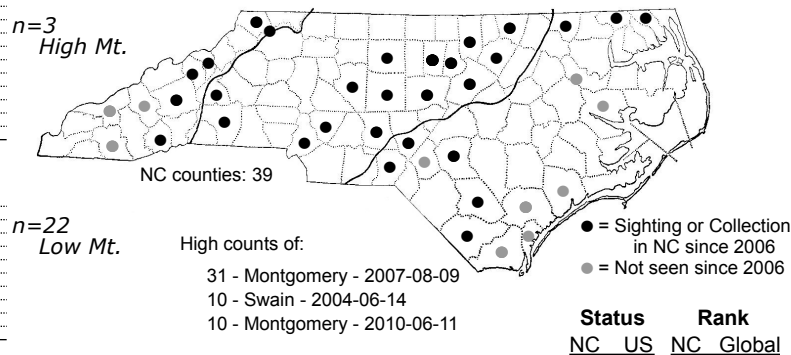 n=3
High Mt.
NC counties: 39
n=22
Low Mt.
High counts of:
31 - Montgomery - 2007-08-09
10 - Swain - 2004-06-14
10 - Montgomery - 2010-06-11
= Sighting or Collection
in NC since 2006
= Not seen since 2006
Status Rank
NC US NC Global